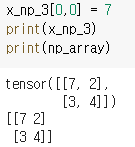 x_np_3[0,0] = 7
print(x_np_3)
print(np_array)
tensor([[7, 2],
[3, 4]])
[[7 2]
[3 4]]